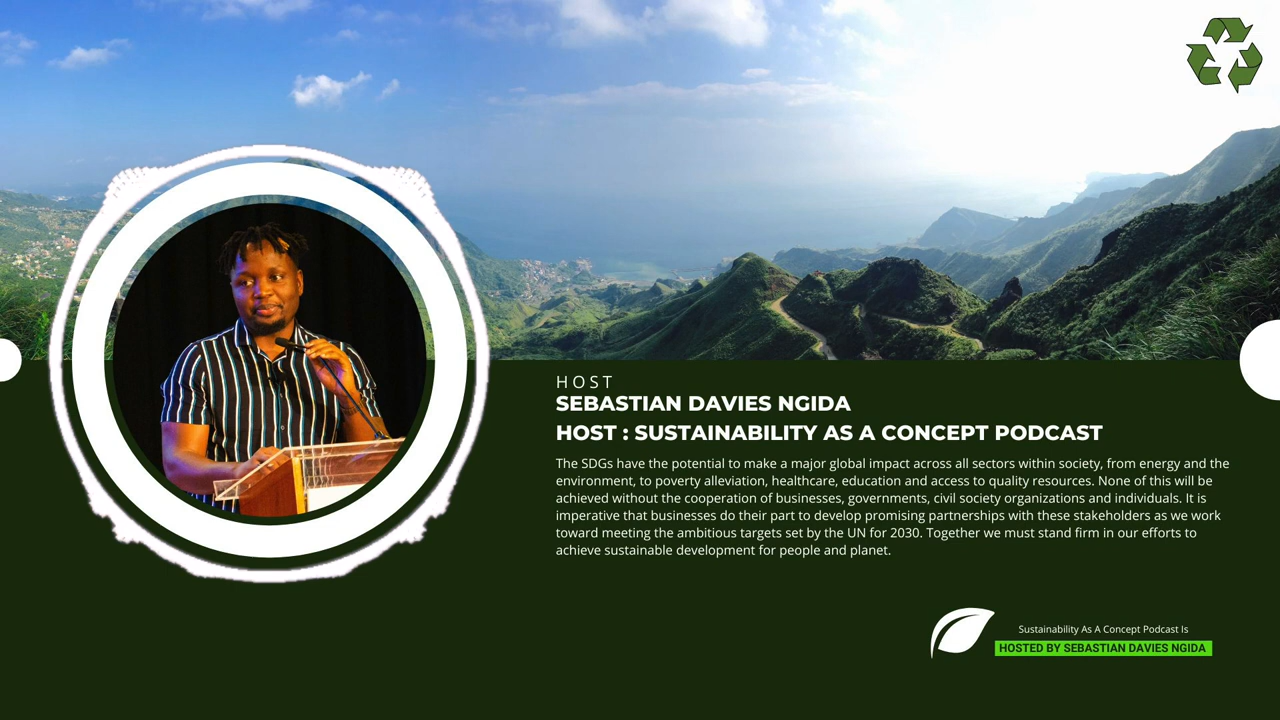 HOST
SEBASTIAN DAVIES NGIDA
HOST : SUSTAINABILITY AS A CONCEPT PODCAST
The SDGs have the potential to make a major global impact across all sectors within society, from energy and the
environment, to poverty alleviation, healthcare, education and access to quality resources. None of this will be
achieved without the cooperation of businesses, governments, civil society organizations and individuals. It is
imperative that businesses do their part to develop promising partnerships with these stakeholders as we work
toward meeting the ambitious targets set by the UN for 2030. Together we must stand firm in our efforts to
achieve sustainable development for people and planet.
Sustainability As A Concept Podcast Is
HOSTED BY SEBASTIAN DAVIES NGIDA